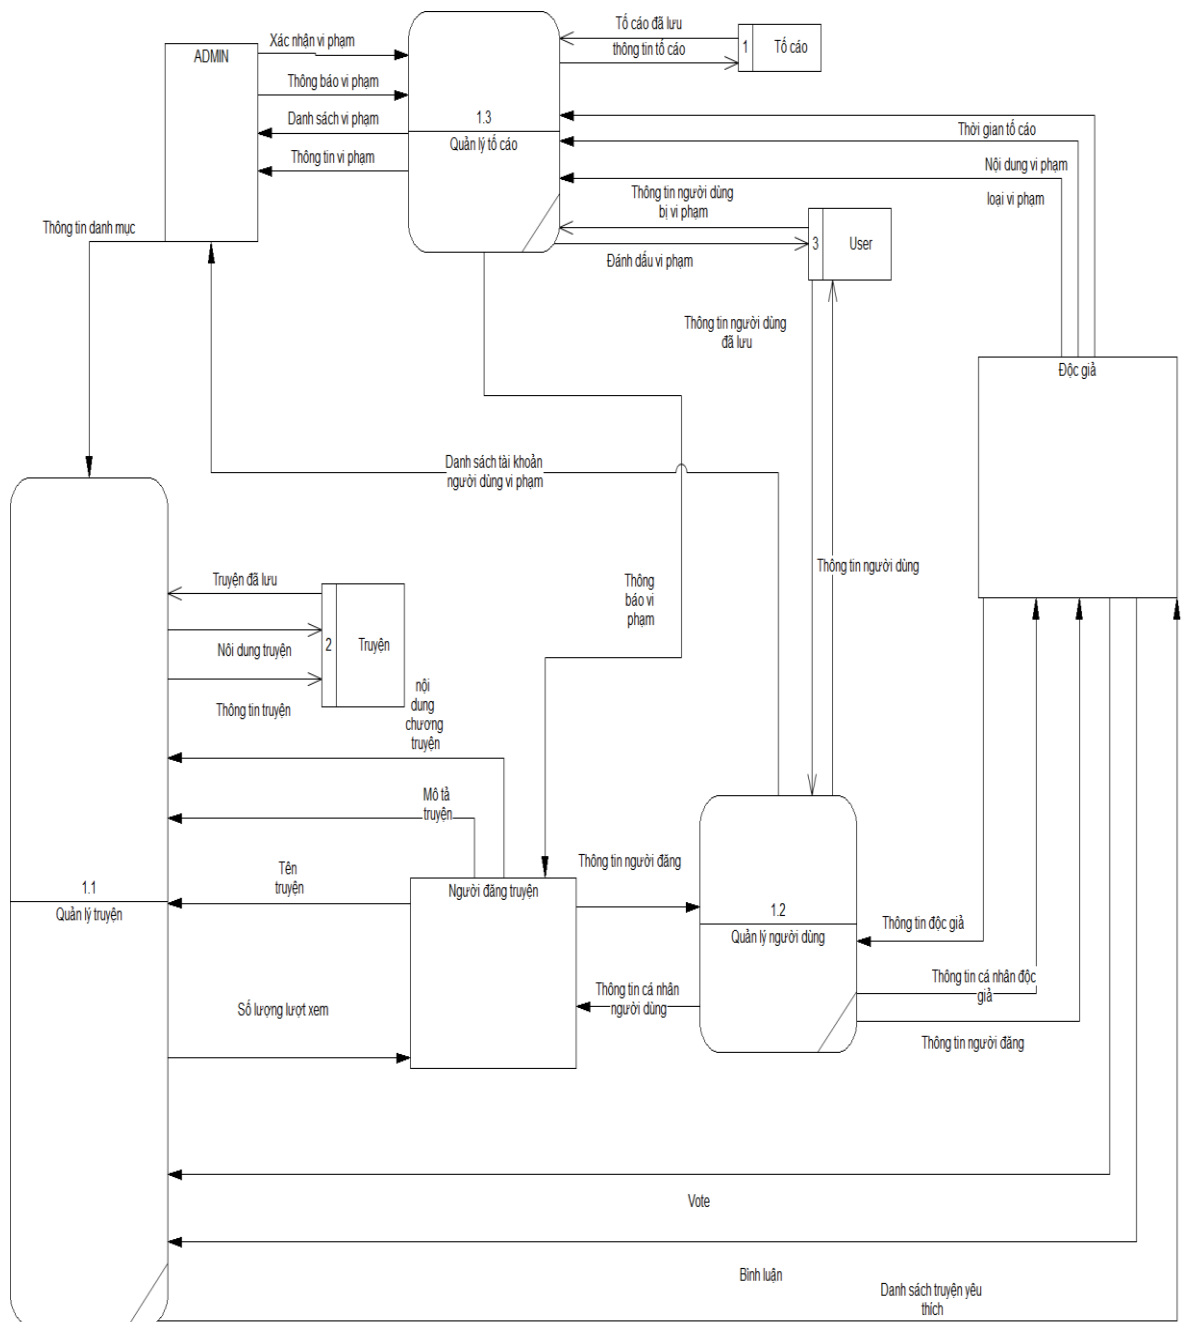 Tố cáo đã lưu
Xác nhận vi phạm
ADMIN
thông tin tố cáo
1
Tố cáo
Thông báo vi phạm
1.3
Quản lý tố cáo
Danh sách vi phạm
Thông tin vi phạm
Thời gian tố cáo
Nội dung vi phạm
loại vi phạm
Thông tin người dùng
bị vi phạm
Thông tin danh mục
3
User
Đánh dấu vi phạm
Thông tin người dùng
đã lưu
Độc giả
Danh sách tài khoản
người dùng vi phạm
Thông tin người dùng
Truyện đã lưu
Thông
báo vi
phạm
2
Truyện
Nôi dung truyện
Thông tin truyện
nội
dung
chương
truyện
Mô tả
truyện
Thông tin người đăng
Tên
truyện
1.1
Quản lý truyện
Người đăng truyện
1.2
Quản lý người dùng
Thông tin độc giả
Thông tin cá nhân độc
giả
Thông tin cá nhân
người dùng
Số lượng lượt xem
Thông tin người đăng
Vote
Bình luận
Danh sách truyện yêu
thích